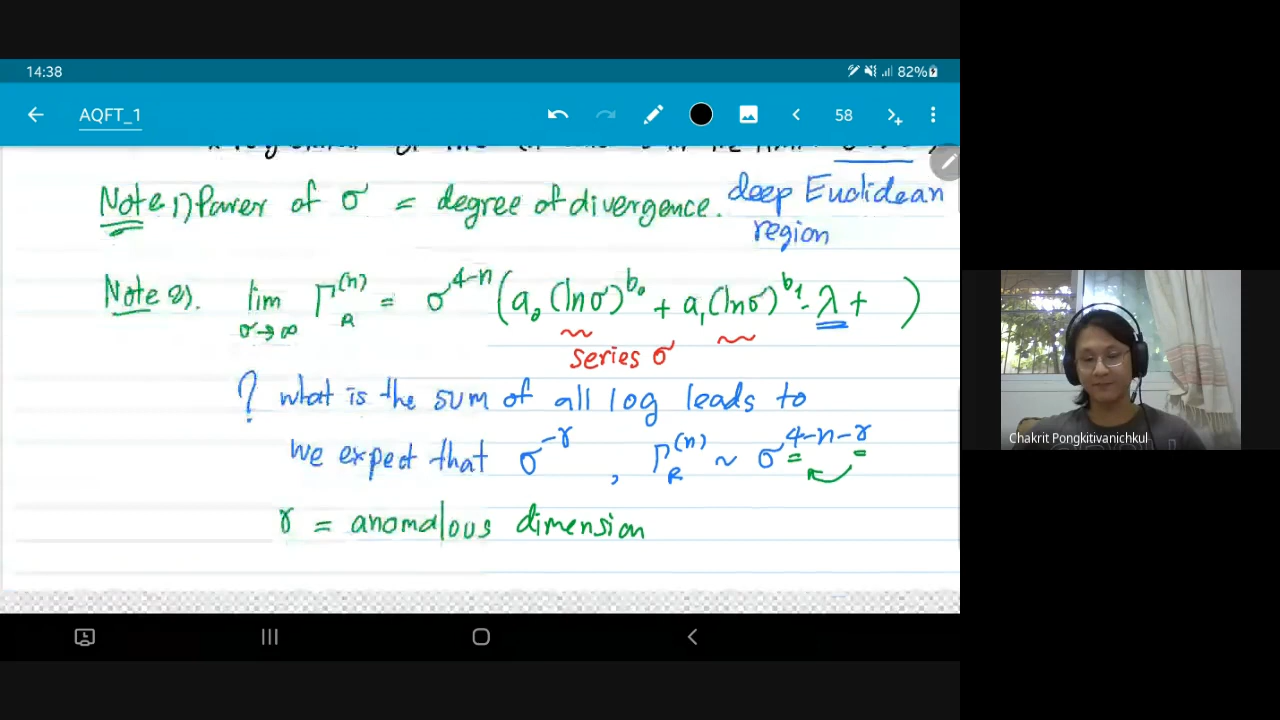 14:38
82%
AQFT_1
58
Note 1) Power of σ = degree of divergence. deep Euclidean
region
Note 2). lim σ→∞ Γ_R^(n) = σ^(4-n) (a₀ (lnσ)^b₀ + a₁ (lnσ)^b₁ - λ + )
series σ
? what is the sum of all log leads to
we expect that σ^-γ , Γ_R^(n) ~ σ^(4-n-γ)
γ = anomalous dimension
Chakrit Pongkitivanichkul